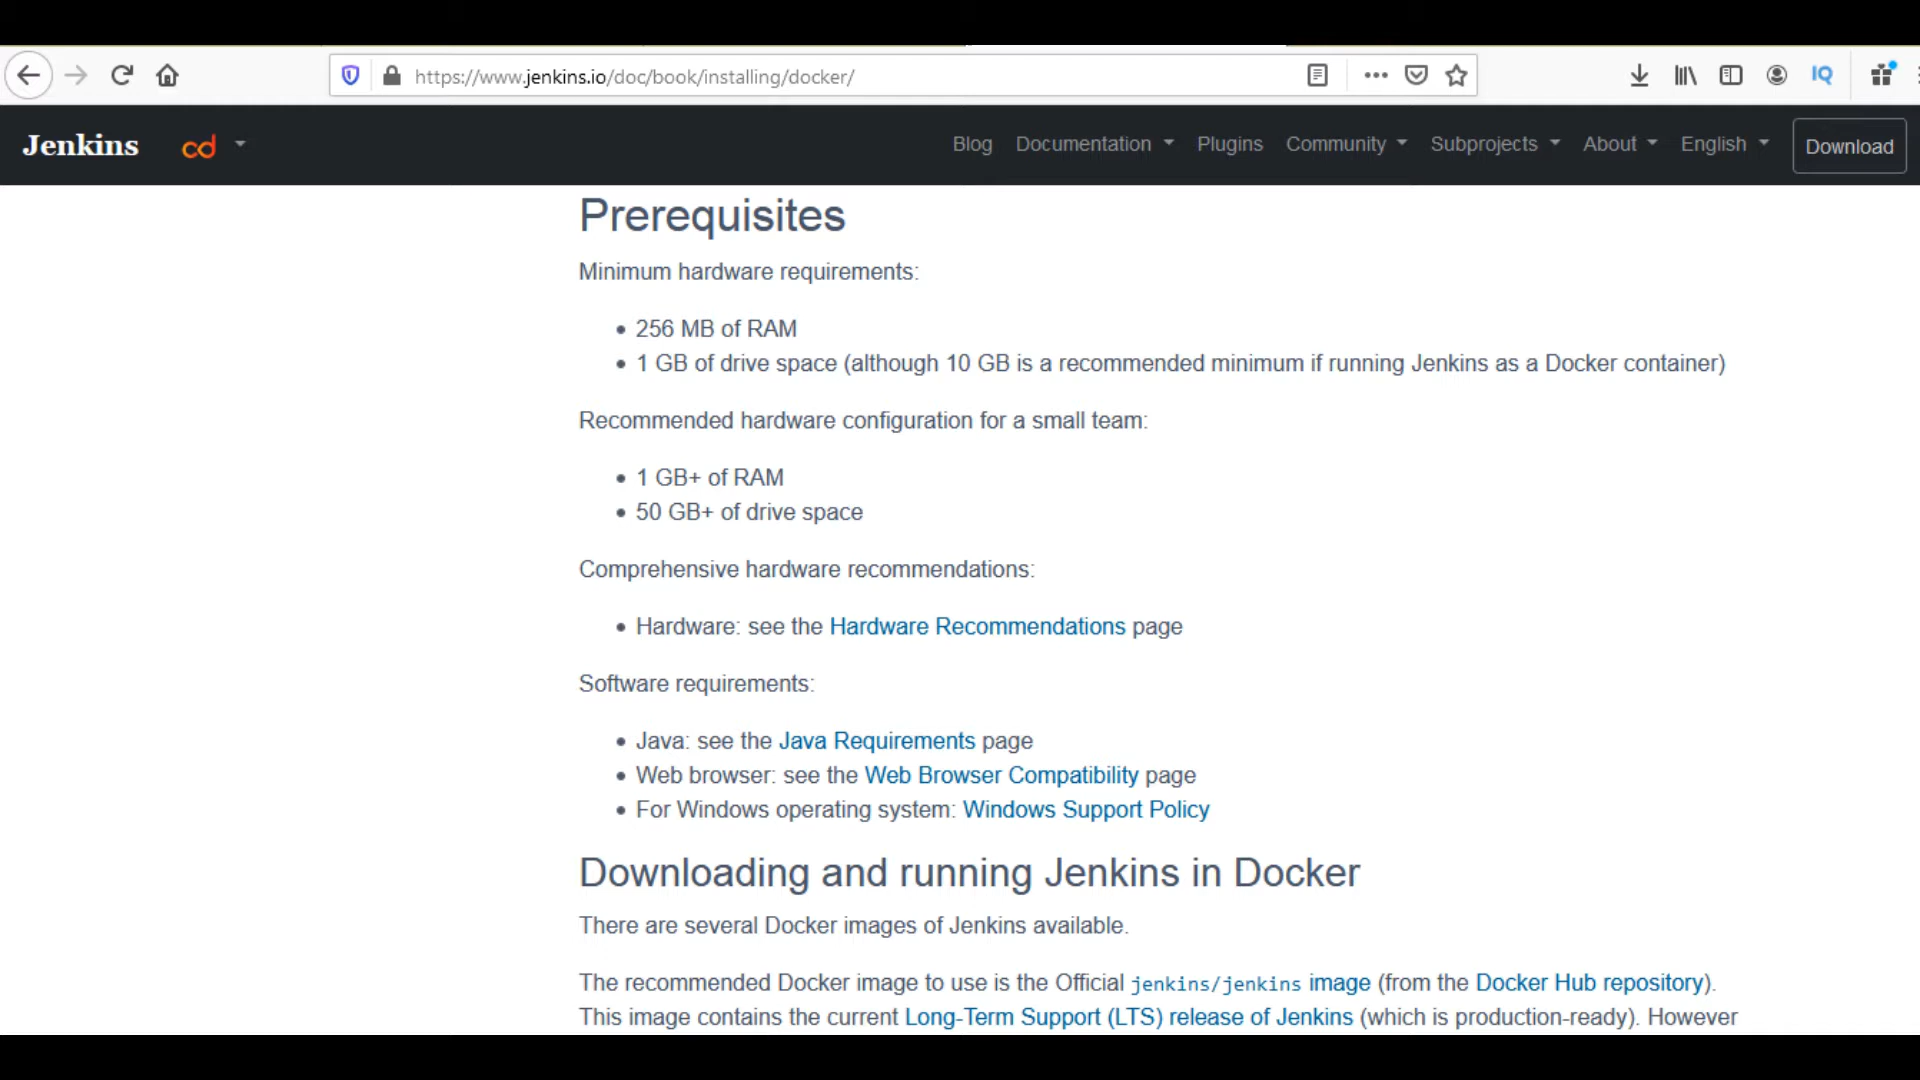 https://www.jenkins.io/doc/book/installing/docker/
IQ
Jenkins cd Blog Documentation Plugins Community Subprojects About English Download
Prerequisites
Minimum hardware requirements:
256 MB of RAM
1 GB of drive space (although 10 GB is a recommended minimum if running Jenkins as a Docker container)
Recommended hardware configuration for a small team:
1 GB+ of RAM
50 GB+ of drive space
Comprehensive hardware recommendations:
Hardware: see the Hardware Recommendations page
Software requirements:
Java: see the Java Requirements page
Web browser: see the Web Browser Compatibility page
For Windows operating system: Windows Support Policy
Downloading and running Jenkins in Docker
There are several Docker images of Jenkins available.
The recommended Docker image to use is the Official jenkins/jenkins image (from the Docker Hub repository).
This image contains the current Long-Term Support (LTS) release of Jenkins (which is production-ready). However